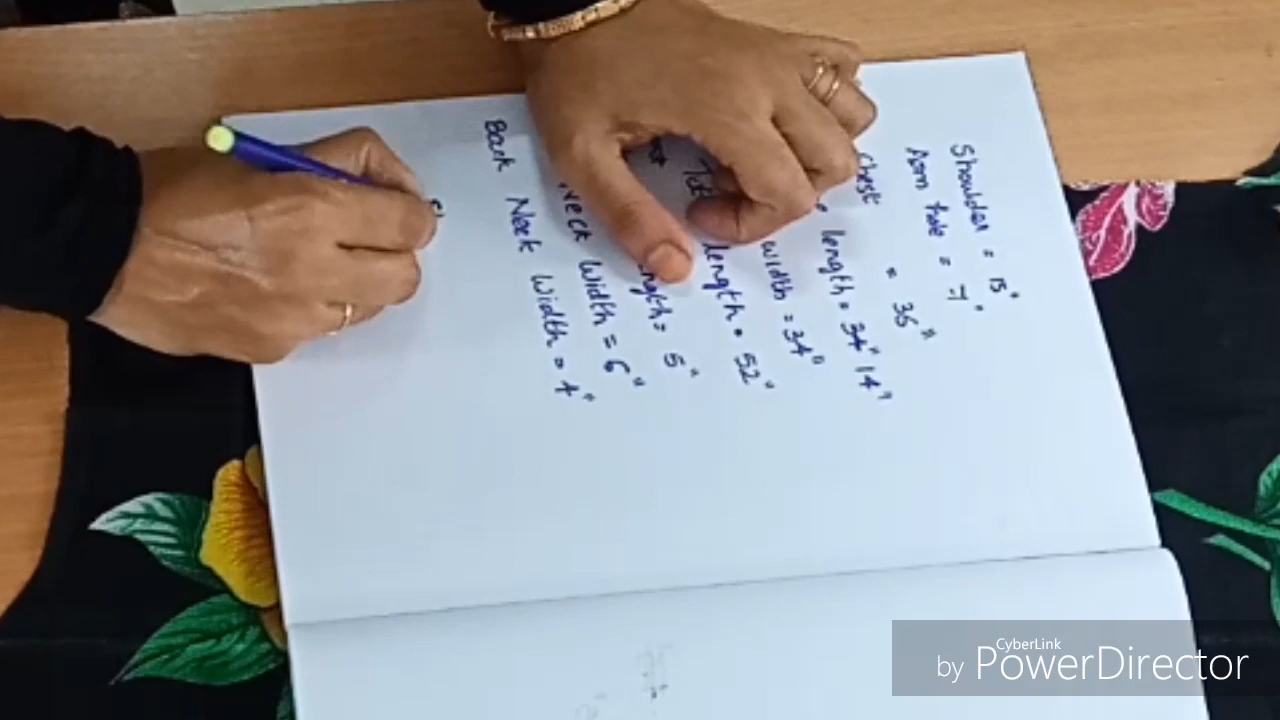 Shoulder = 15"
Arm hole = 7"
Chest = 36"
length = 34" 14"
width = 34"
length = 52"
5"
Neck Width = 6"
Back Neck Width = 4"
CyberLink
by PowerDirector